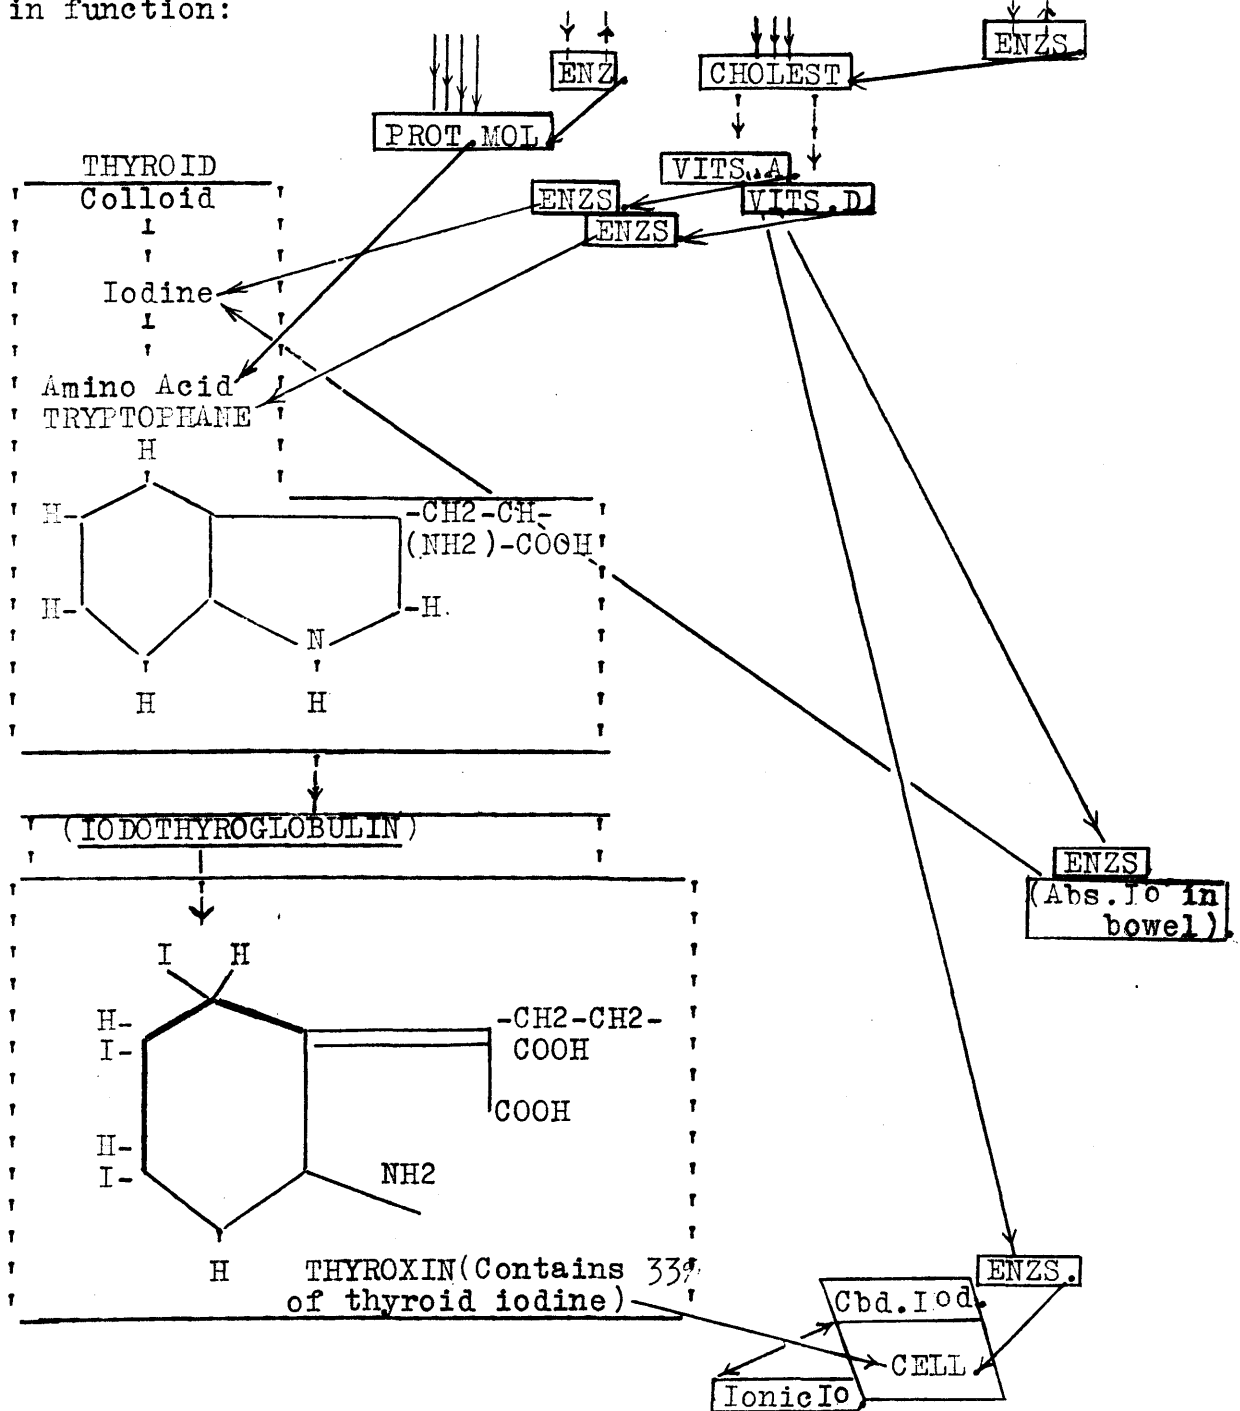 in function:
ENZS
ENZ
CHOLEST
PROT.MOL
VITS. A.
THYROID
Colloid
ENZS
VITS.D.
ENZS
Iodine
Amino Acid
TRYPTOPHANE
H
H-
-CH2-CH-
(NH2)-COOH
H-
-H.
N
H
H
(IODOTHYROGLOBULIN)
ENZS
(Abs.Io in
bowel).
I H
H-
I-
-CH2-CH2-
COOH
COOH
H-
I-
NH2
H
THYROXIN(Contains 33%
of thyroid iodine)
ENZS.
Cbd.Iod.
CELL
IonicIo